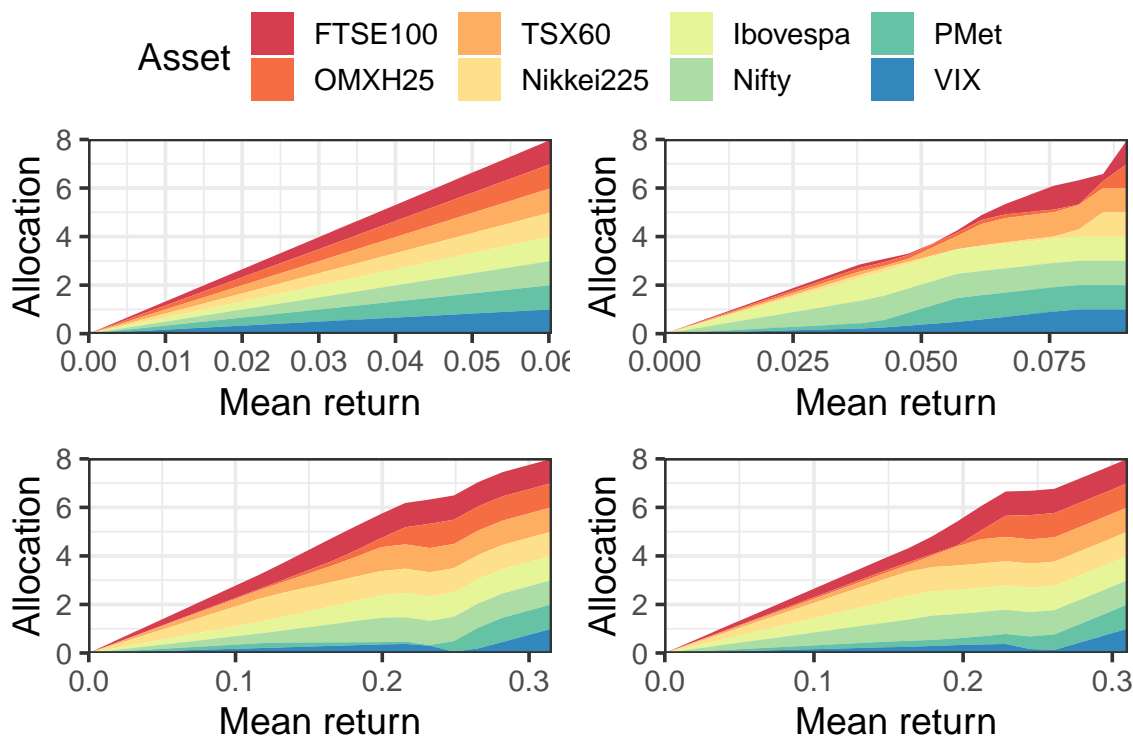 Asset FTSE100 TSX60 Ibovespa PMet
OMXH25 Nikkei225 Nifty VIX
Allocation
8
6
4
2
0
0.00 0.01 0.02 0.03 0.04 0.05 0.06
Mean return
Allocation
8
6
4
2
0
0.000 0.025 0.050 0.075
Mean return
Allocation
8
6
4
2
0
0.0 0.1 0.2 0.3
Mean return
Allocation
8
6
4
2
0
0.0 0.1 0.2 0.3
Mean return